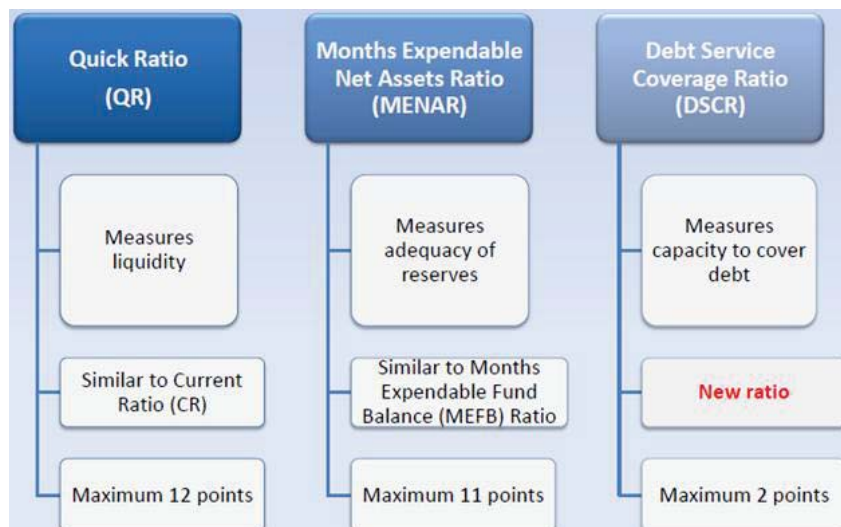 Quick Ratio
(QR)
Measures
liquidity
Similar to Current
Ratio (CR)
Maximum 12 points
Months Expendable
Net Assets Ratio
(MENAR)
Measures
adequacy of
reserves
Similar to Months
Expendable Fund
Balance (MEFB) Ratio
Maximum 11 points
Debt Service
Coverage Ratio
(DSCR)
Measures
capacity to cover
debt
New ratio
Maximum 2 points